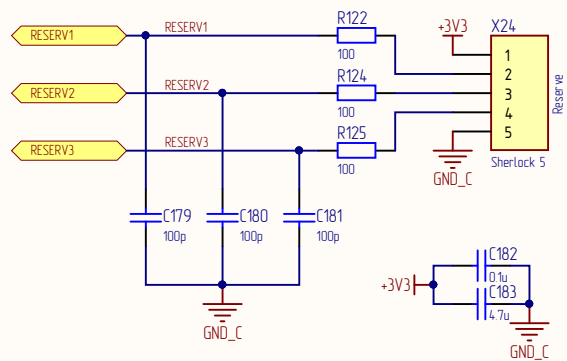 RESERV1
RESERV1
R122
100
+3V3
X24
1
2
RESERV2
RESERV2
R124
100
3
Reserve
4
RESERV3
RESERV3
R125
100
5
Sherlock 5
GND_C
C179
100p
C180
100p
C181
100p
GND_C
+3V3
C182
0.1u
C183
4.7u
GND_C